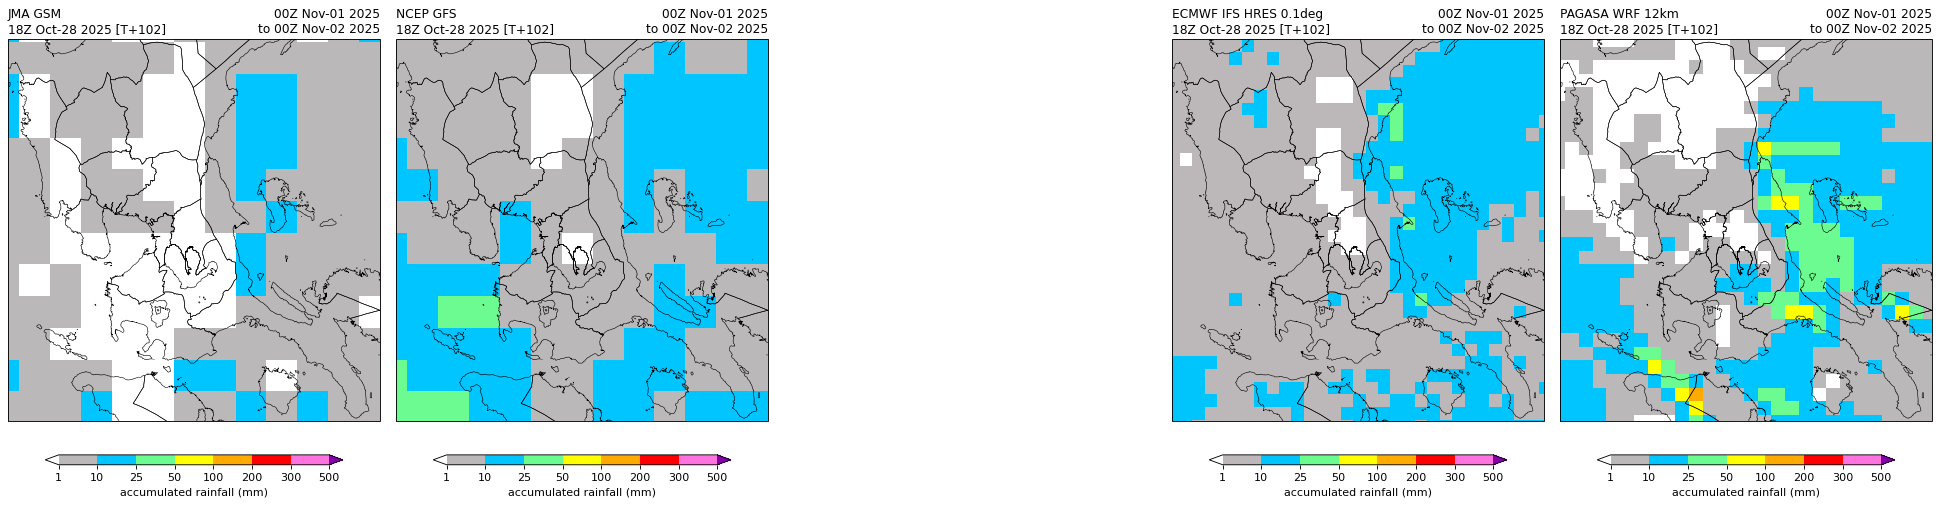 JMA GSM 00Z Nov-01 2025
18Z Oct-28 2025 [T+102] to 00Z Nov-02 2025
NCEP GFS 00Z Nov-01 2025
18Z Oct-28 2025 [T+102] to 00Z Nov-02 2025
ECMWF IFS HRES 0.1deg 00Z Nov-01 2025
18Z Oct-28 2025 [T+102] to 00Z Nov-02 2025
PAGASA WRF 12km 00Z Nov-01 2025
18Z Oct-28 2025 [T+102] to 00Z Nov-02 2025
1 10 25 50 100 200 300 500
accumulated rainfall (mm)
1 10 25 50 100 200 300 500
accumulated rainfall (mm)
1 10 25 50 100 200 300 500
accumulated rainfall (mm)
1 10 25 50 100 200 300 500
accumulated rainfall (mm)